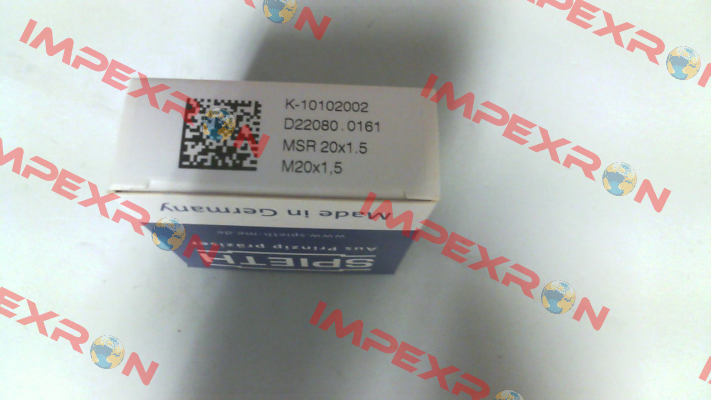 K-10102002
D22080.0161
MSR 20x1.5
M20x1,5
Made in Germany
www.spieth-me.de
Aus Prinzip präzise
SPIETH
IMPEXRON
IMPEXRON
IMPEXRON
IMPEXRON
IMPEXRON
IMPEXRON
IMPEXRON